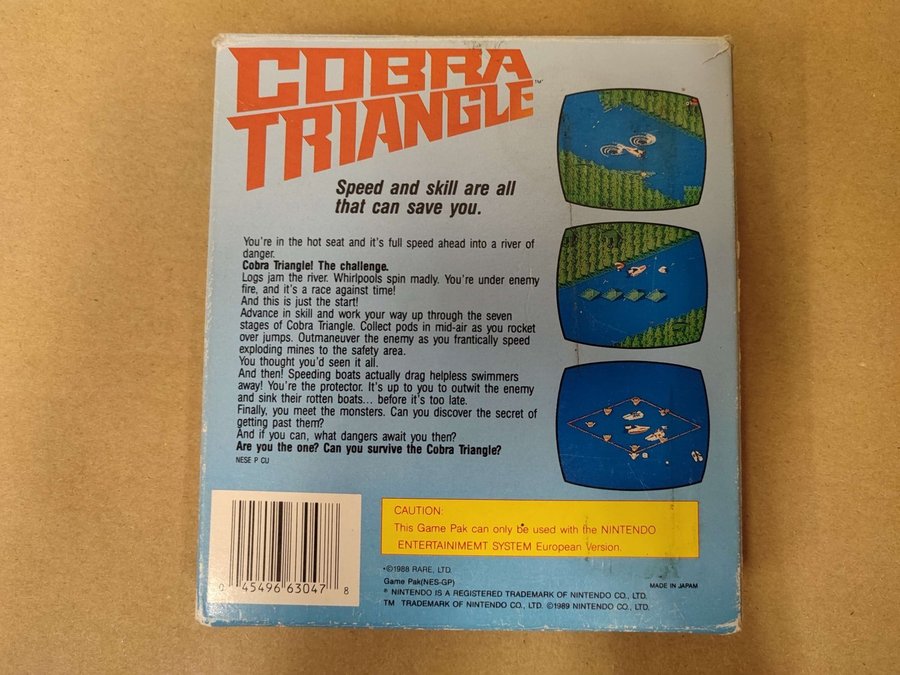 COBRA
TRIANGLE™
Speed and skill are all
that can save you.
You're in the hot seat and it's full speed ahead into a river of
danger.
Cobra Triangle! The challenge.
Logs jam the river. Whirlpools spin madly. You're under enemy
fire, and it's a race against time!
And this is just the start!
Advance in skill and work your way up through the seven
stages of Cobra Triangle. Collect pods in mid-air as you rocket
over jumps. Outmaneuver the enemy as you frantically speed
exploding mines to the safety area.
You thought you'd seen it all.
And then! Speeding boats actually drag helpless swimmers
away! You're the protector. It's up to you to outwit the enemy
and sink their rotten boats... before it's too late.
Finally, you meet the monsters. Can you discover the secret of
getting past them?
And if you can, what dangers await you then?
Are you the one? Can you survive the Cobra Triangle?
NESE P CU
0 45496 63047 8
CAUTION:
This Game Pak can only be used with fhe NINTENDO
ENTERTAINIMEMT SYSTEM European Version.
•©1988 RARE, LTD.
Game Pak(NES-GP)
® NINTENDO IS A REGISTERED TRADEMARK OF NINTENDO CO., LTD.
TM TRADEMARK OF NINTENDO CO., LTD. ©1989 NINTENDO CO., LTD.
MADE IN JAPAM